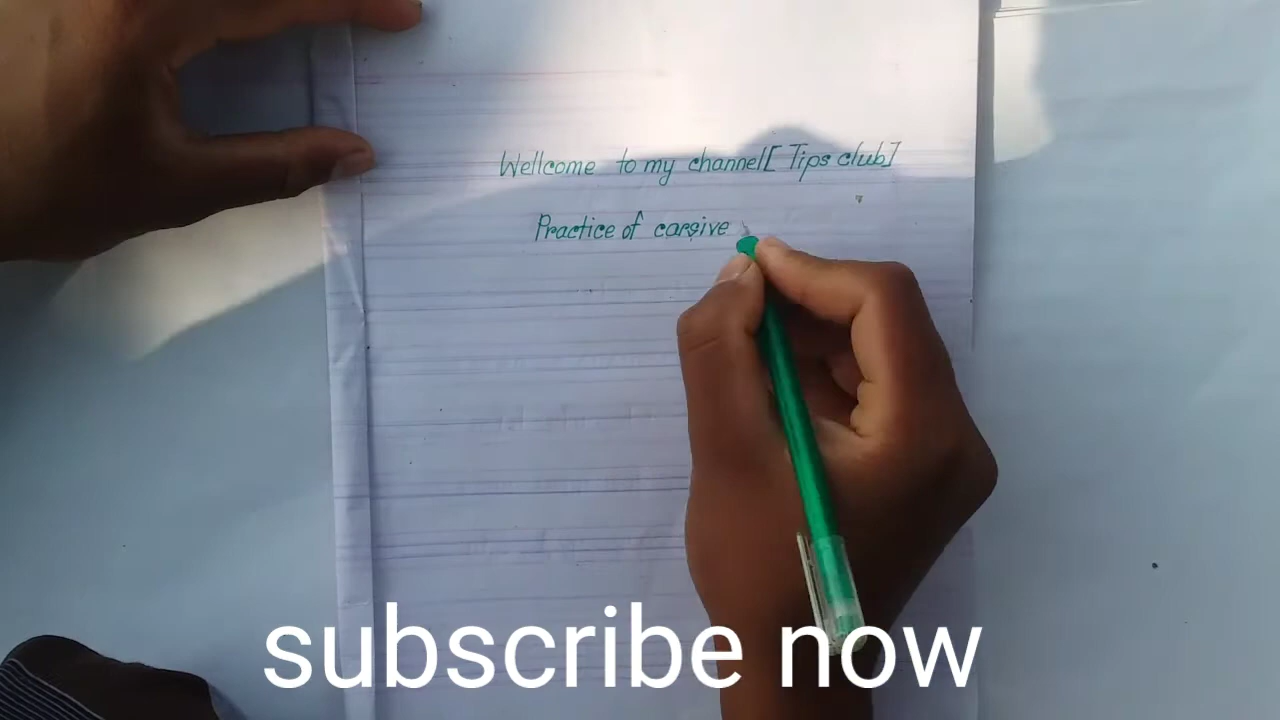 Wellcome to my channel[ Tips club]
Practice of carsive
subscribe now